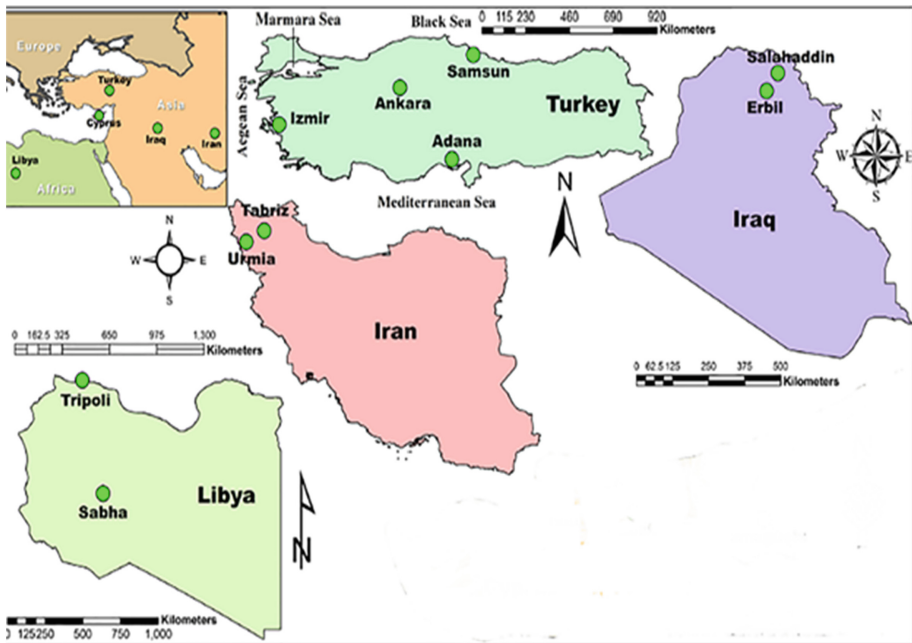 Europe
Turkey
Asia
Cyprus
Iraq
Iran
Libya
Africa
Marmara Sea
Black Sea
0 115 230 460 690 920
Kilometers
Samsun
Ankara
Turkey
Izmir
Aegean Sea
Adana
Mediterranean Sea
N
Salahaddin
Erbil
Iraq
N
W E
S
0 62.5 125 250 375 500
Kilometers
Tabriz
Urmia
Iran
N
W E
S
0 162.5 325 650 975 1,300
Kilometers
Tripoli
Libya
Sabha
N
0 125 250 500 750 1,000
Kilometers